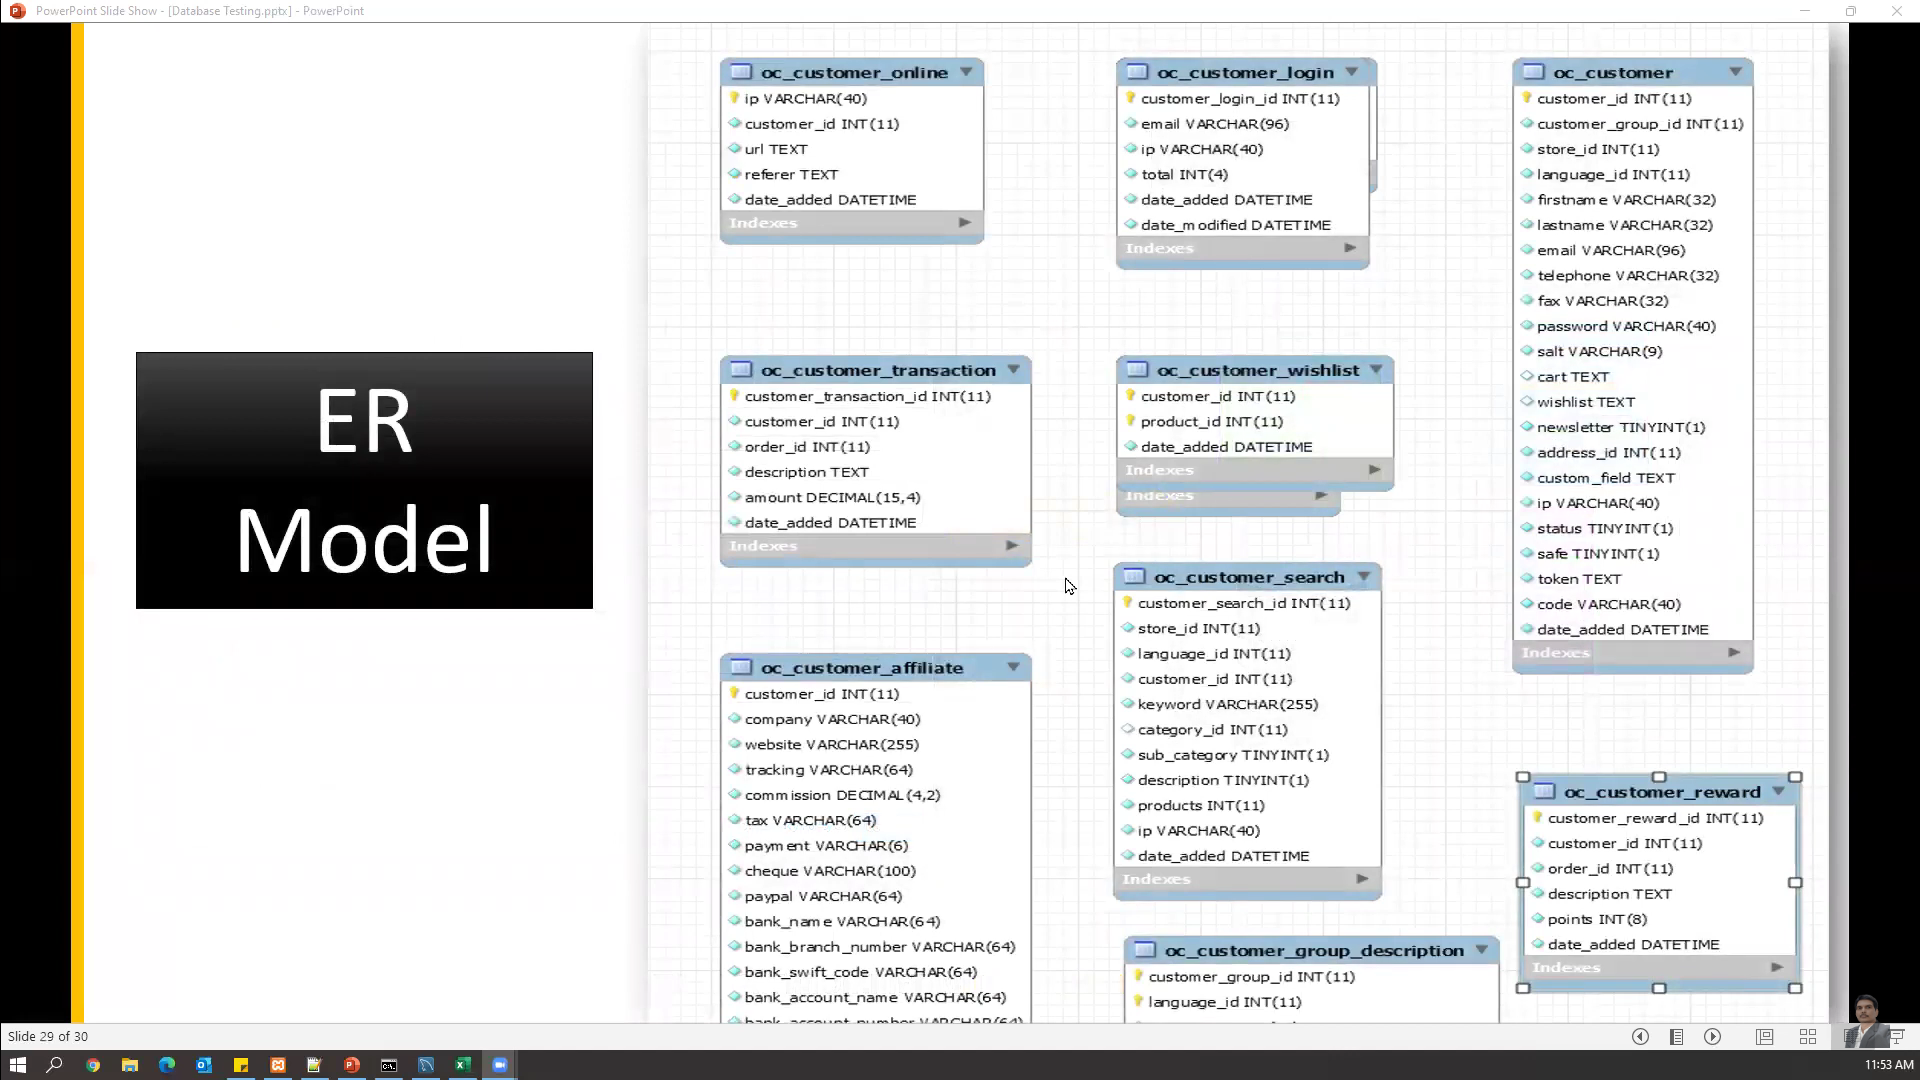 PowerPoint Slide Show - [Database Testing.pptx] - PowerPoint
ER
Model
oc_customer_online
ip VARCHAR(40)
customer_id INT(11)
url TEXT
referer TEXT
date_added DATETIME
Indexes
oc_customer_login
customer_login_id INT(11)
email VARCHAR(96)
ip VARCHAR(40)
total INT(4)
date_added DATETIME
date_modified DATETIME
Indexes
oc_customer
customer_id INT(11)
customer_group_id INT(11)
store_id INT(11)
language_id INT(11)
firstname VARCHAR(32)
lastname VARCHAR(32)
email VARCHAR(96)
telephone VARCHAR(32)
fax VARCHAR(32)
password VARCHAR(40)
salt VARCHAR(9)
cart TEXT
wishlist TEXT
newsletter TINYINT(1)
address_id INT(11)
custom_field TEXT
ip VARCHAR(40)
status TINYINT(1)
safe TINYINT(1)
token TEXT
code VARCHAR(40)
date_added DATETIME
Indexes
oc_customer_transaction
customer_transaction_id INT(11)
customer_id INT(11)
order_id INT(11)
description TEXT
amount DECIMAL(15,4)
date_added DATETIME
Indexes
oc_customer_wishlist
customer_id INT(11)
product_id INT(11)
date_added DATETIME
Indexes
Indexes
oc_customer_search
customer_search_id INT(11)
store_id INT(11)
language_id INT(11)
customer_id INT(11)
keyword VARCHAR(255)
category_id INT(11)
sub_category TINYINT(1)
description TINYINT(1)
products INT(11)
ip VARCHAR(40)
date_added DATETIME
Indexes
oc_customer_affiliate
customer_id INT(11)
company VARCHAR(40)
website VARCHAR(255)
tracking VARCHAR(64)
commission DECIMAL(4,2)
tax VARCHAR(64)
payment VARCHAR(6)
cheque VARCHAR(100)
paypal VARCHAR(64)
bank_name VARCHAR(64)
bank_branch_number VARCHAR(64)
bank_swift_code VARCHAR(64)
bank_account_name VARCHAR(64)
bank_account_number VARCHAR(64)
oc_customer_reward
customer_reward_id INT(11)
customer_id INT(11)
order_id INT(11)
description TEXT
points INT(8)
date_added DATETIME
Indexes
oc_customer_group_description
customer_group_id INT(11)
language_id INT(11)
Slide 29 of 30
11:53 AM